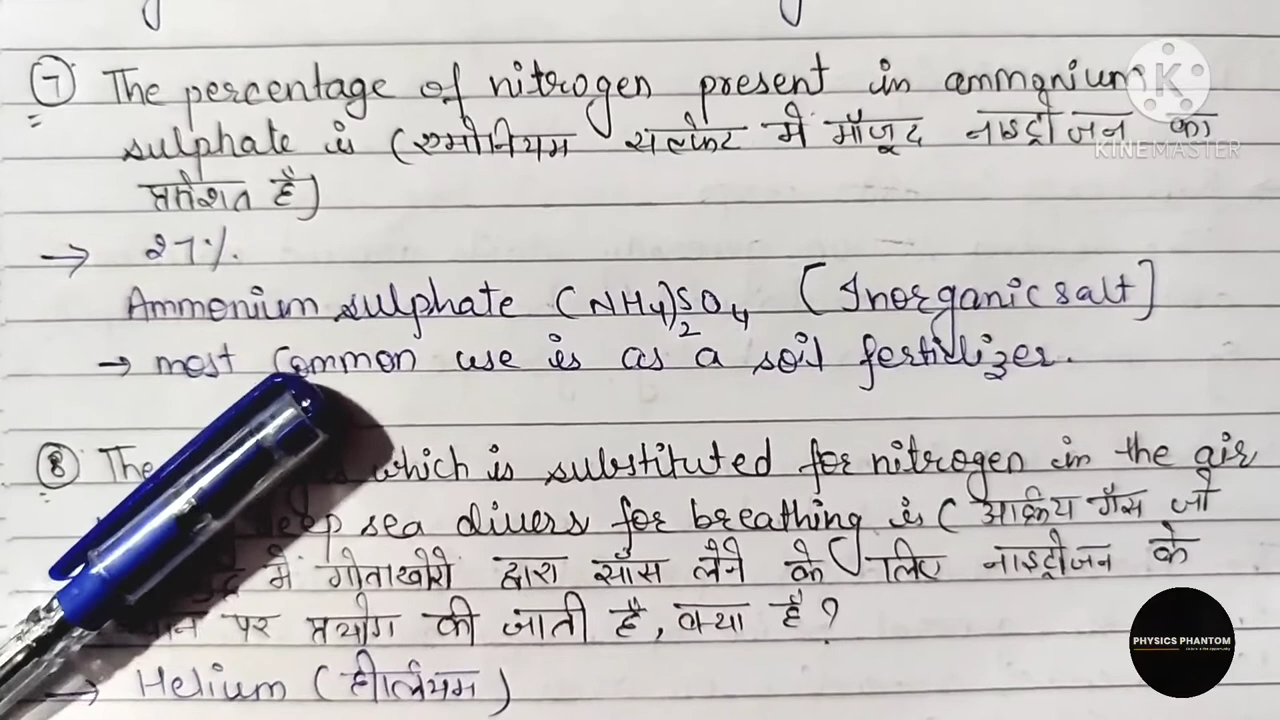 ⑦ The percentage of nitrogen present in ammonium
sulphate is (एमोनियम सल्फेट में मौजूद नाइट्रोजन का
प्रतिशत है)
→ 27%.
Ammonium sulphate (NH4)2SO4 [Inorganic salt]
→ most common use is as a soil fertilizer.
⑧ The which is substituted for nitrogen in the air
deep sea divers for breathing is (अक्रिय गैस जो
में गोताखोरों द्वारा साँस लेने के लिए नाइट्रोजन के
पर प्रयोग की जाती है, क्या है?
→ Helium (हीलियम)
KINEMASTER
PHYSICS PHANTOM